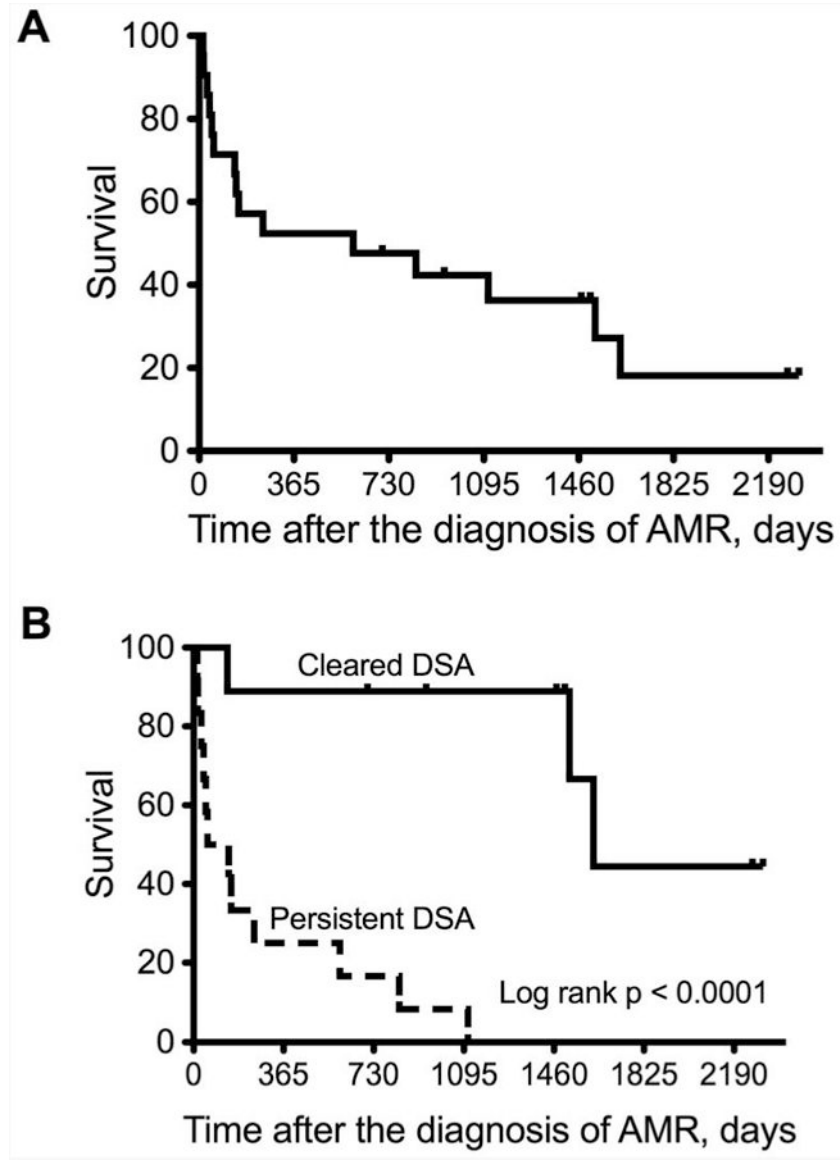 A
100
80
60
40
20
0
Survival
0 365 730 1095 1460 1825 2190
Time after the diagnosis of AMR, days
B
100
80
60
40
20
0
Survival
Cleared DSA
Persistent DSA
Log rank p < 0.0001
0 365 730 1095 1460 1825 2190
Time after the diagnosis of AMR, days